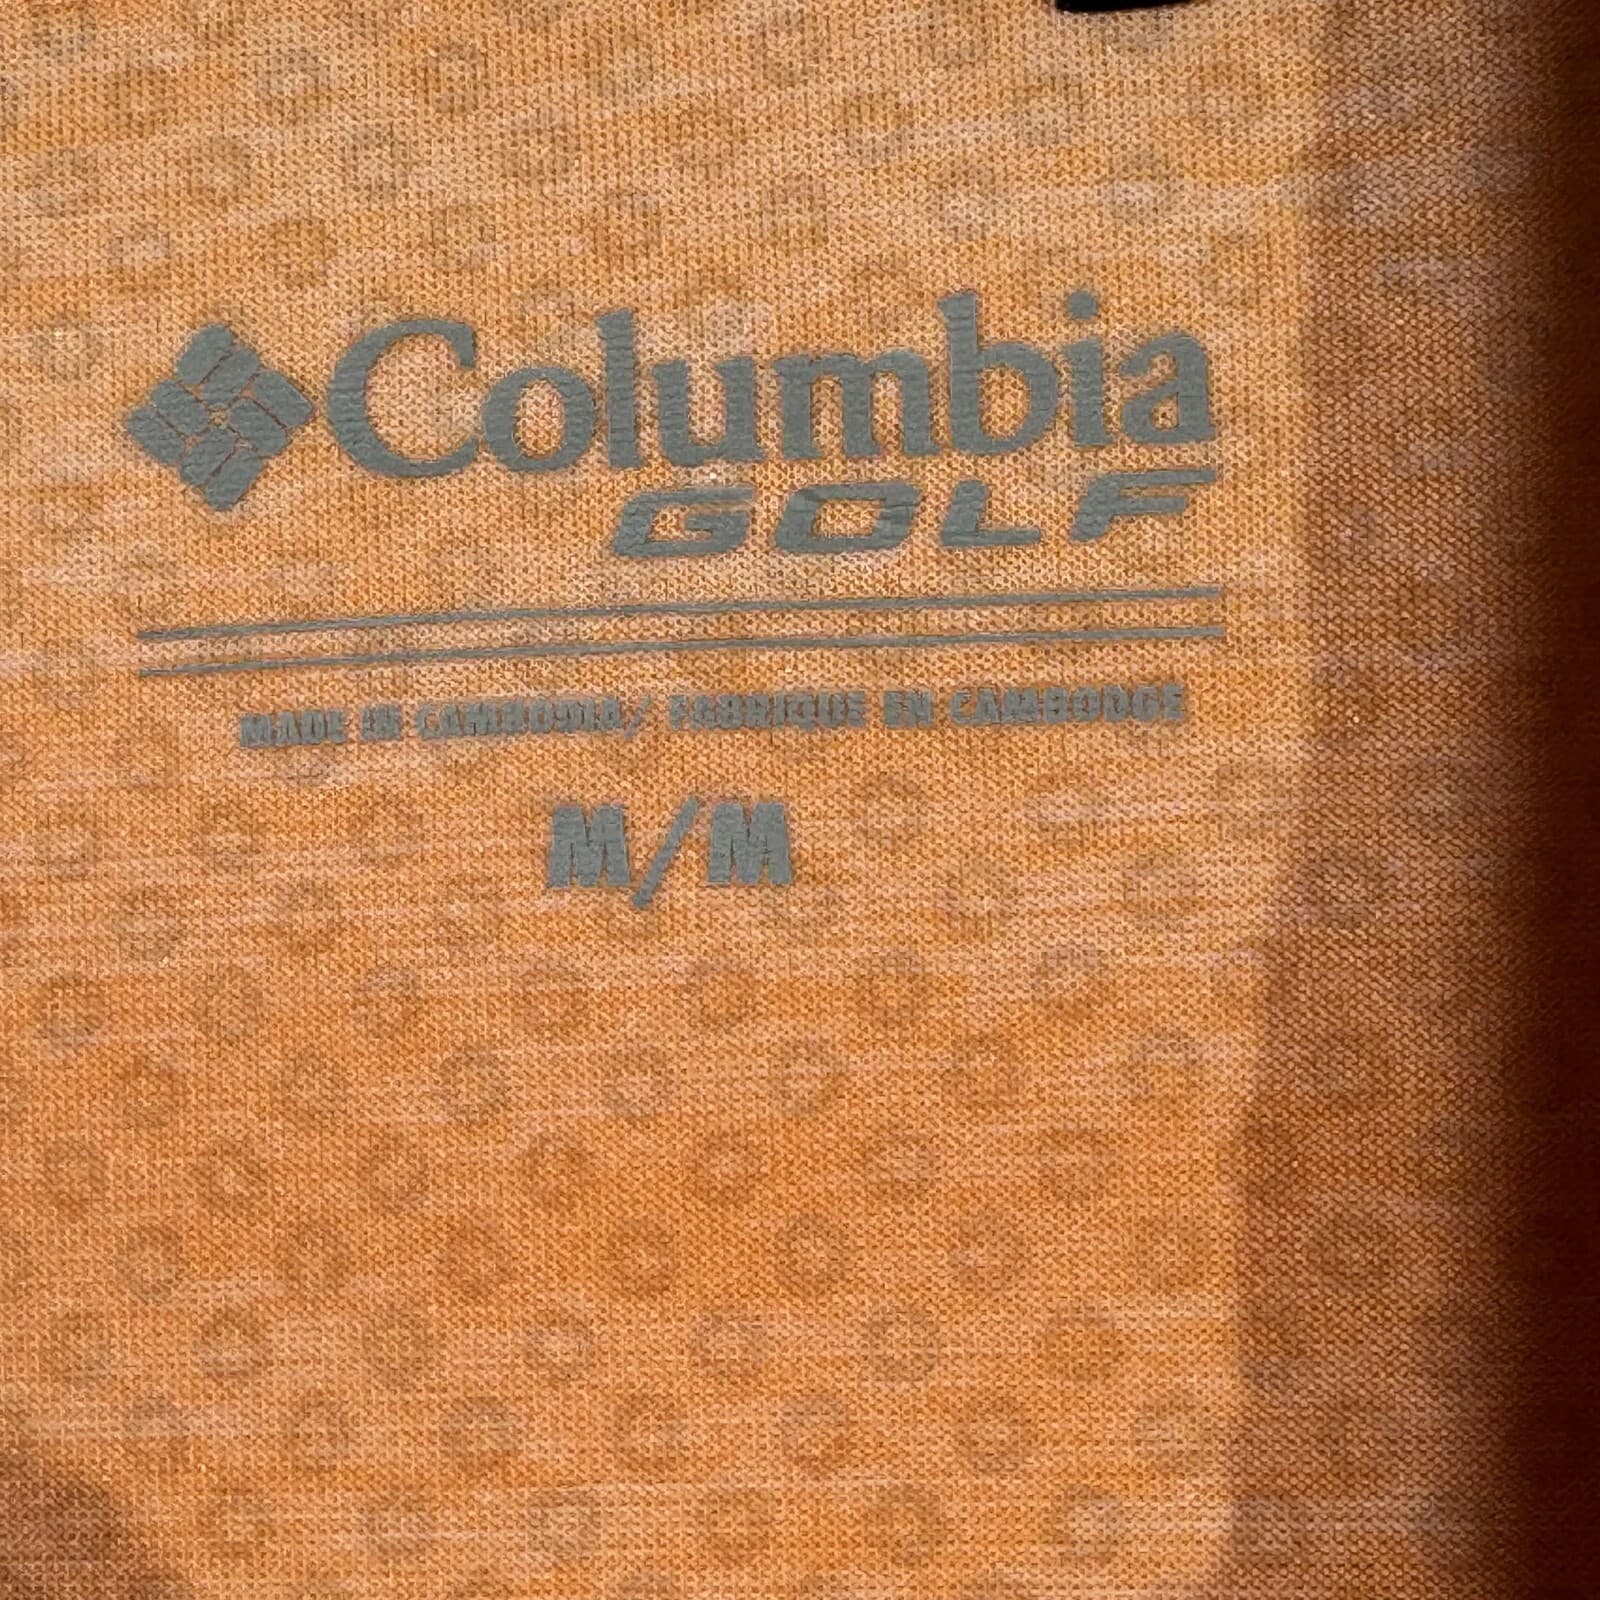 Columbia
GOLF
MADE IN CAMBODIA/ FABRIQUE EN CAMBODGE
M/M